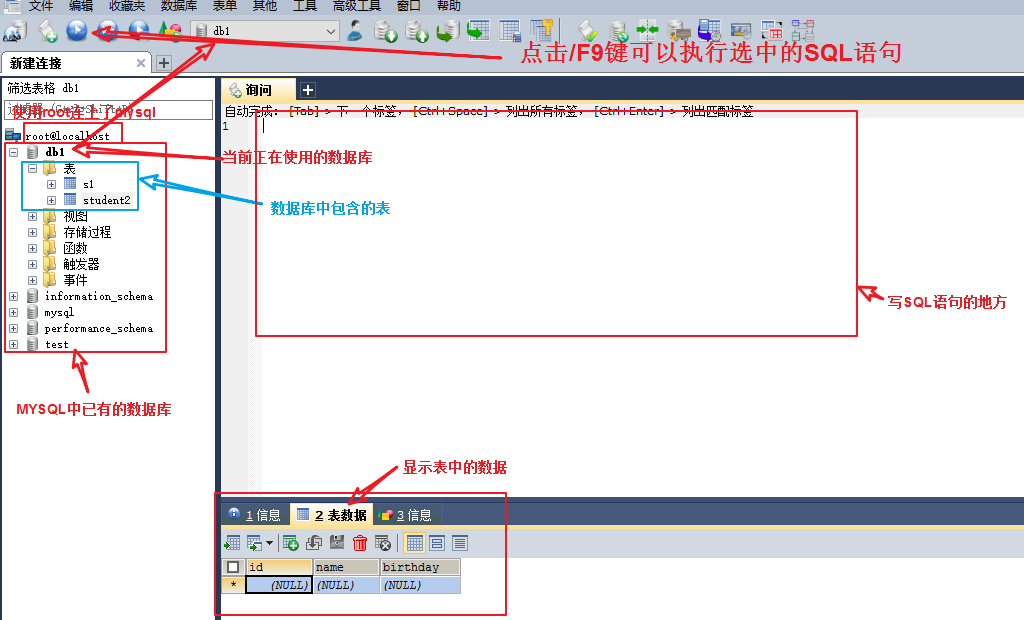 文件 编辑 收藏夹 数据库 表单 其他 工具 高级工具 窗口 帮助
db1
点击/F9键可以执行选中的SQL语句
新建连接
筛选表格 db1
使用root连上了mysql
root@localhost
db1
表
s1
student2
视图
存储过程
函数
触发器
事件
information_schema
mysql
performance_schema
test
MYSQL中已有的数据库
询问
自动完成: [Tab]-> 下一个标签, [Ctrl+Space]-> 列出所有标签, [Ctrl+Enter]-> 列出匹配标签
1
当前正在使用的数据库
数据库中包含的表
写SQL语句的地方
显示表中的数据
1 信息 2 表数据 3 信息
id name birthday
* (NULL) (NULL) (NULL)